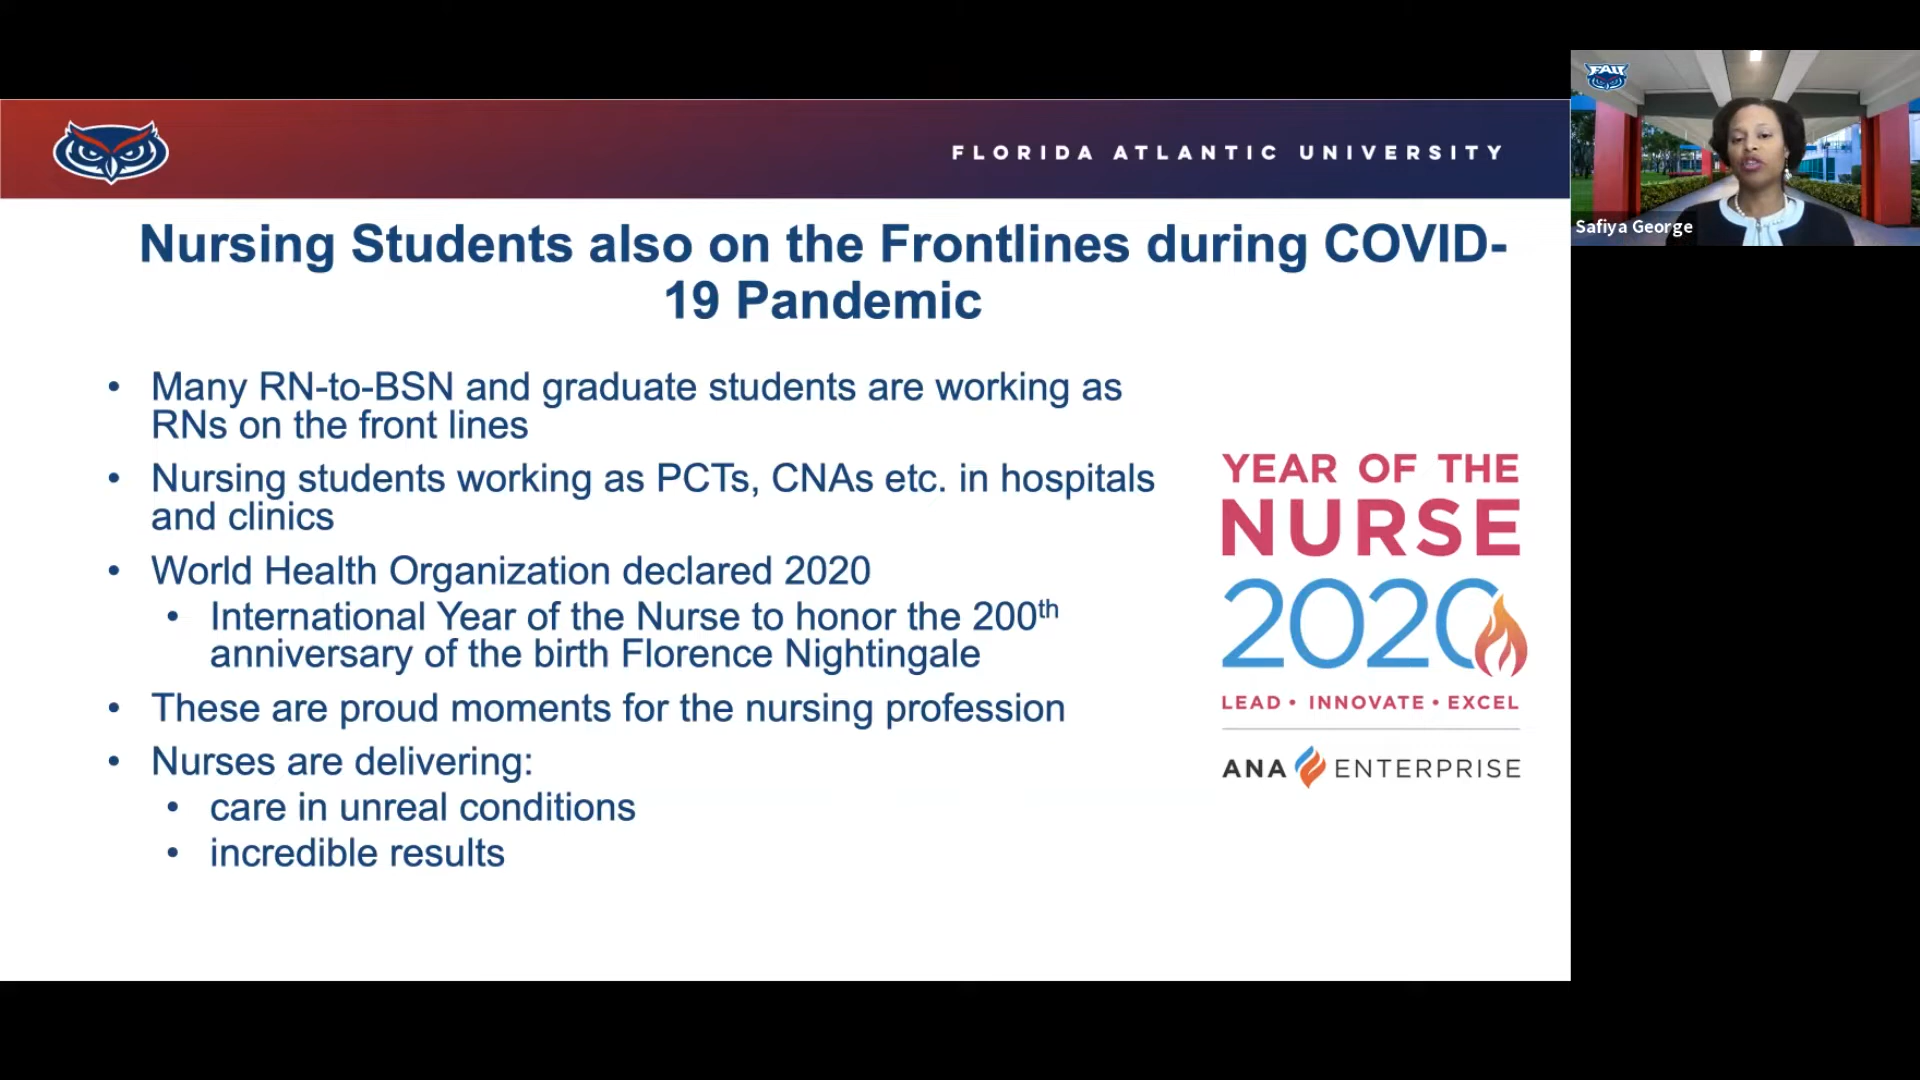 FLORIDA ATLANTIC UNIVERSITY
Nursing Students also on the Frontlines during COVID-
19 Pandemic
• Many RN-to-BSN and graduate students are working as
RNs on the front lines
• Nursing students working as PCTs, CNAs etc. in hospitals
and clinics
• World Health Organization declared 2020
• International Year of the Nurse to honor the 200th
anniversary of the birth Florence Nightingale
• These are proud moments for the nursing profession
• Nurses are delivering:
• care in unreal conditions
• incredible results
YEAR OF THE
NURSE
2020
LEAD • INNOVATE • EXCEL
ANA ENTERPRISE
FAU
Safiya George